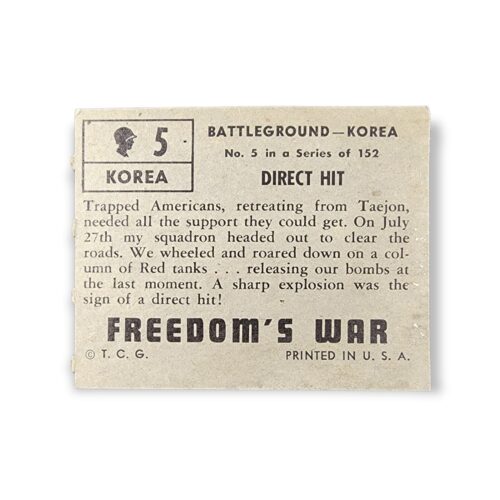 5
KOREA
BATTLEGROUND—KOREA
No. 5 in a Series of 152
DIRECT HIT
Trapped Americans, retreating from Taejon,
needed all the support they could get. On July
27th my squadron headed out to clear the
roads. We wheeled and roared down on a col-
umn of Red tanks . . . releasing our bombs at
the last moment. A sharp explosion was the
sign of a direct hit!
FREEDOM'S WAR
© T. C. G. PRINTED IN U. S. A.